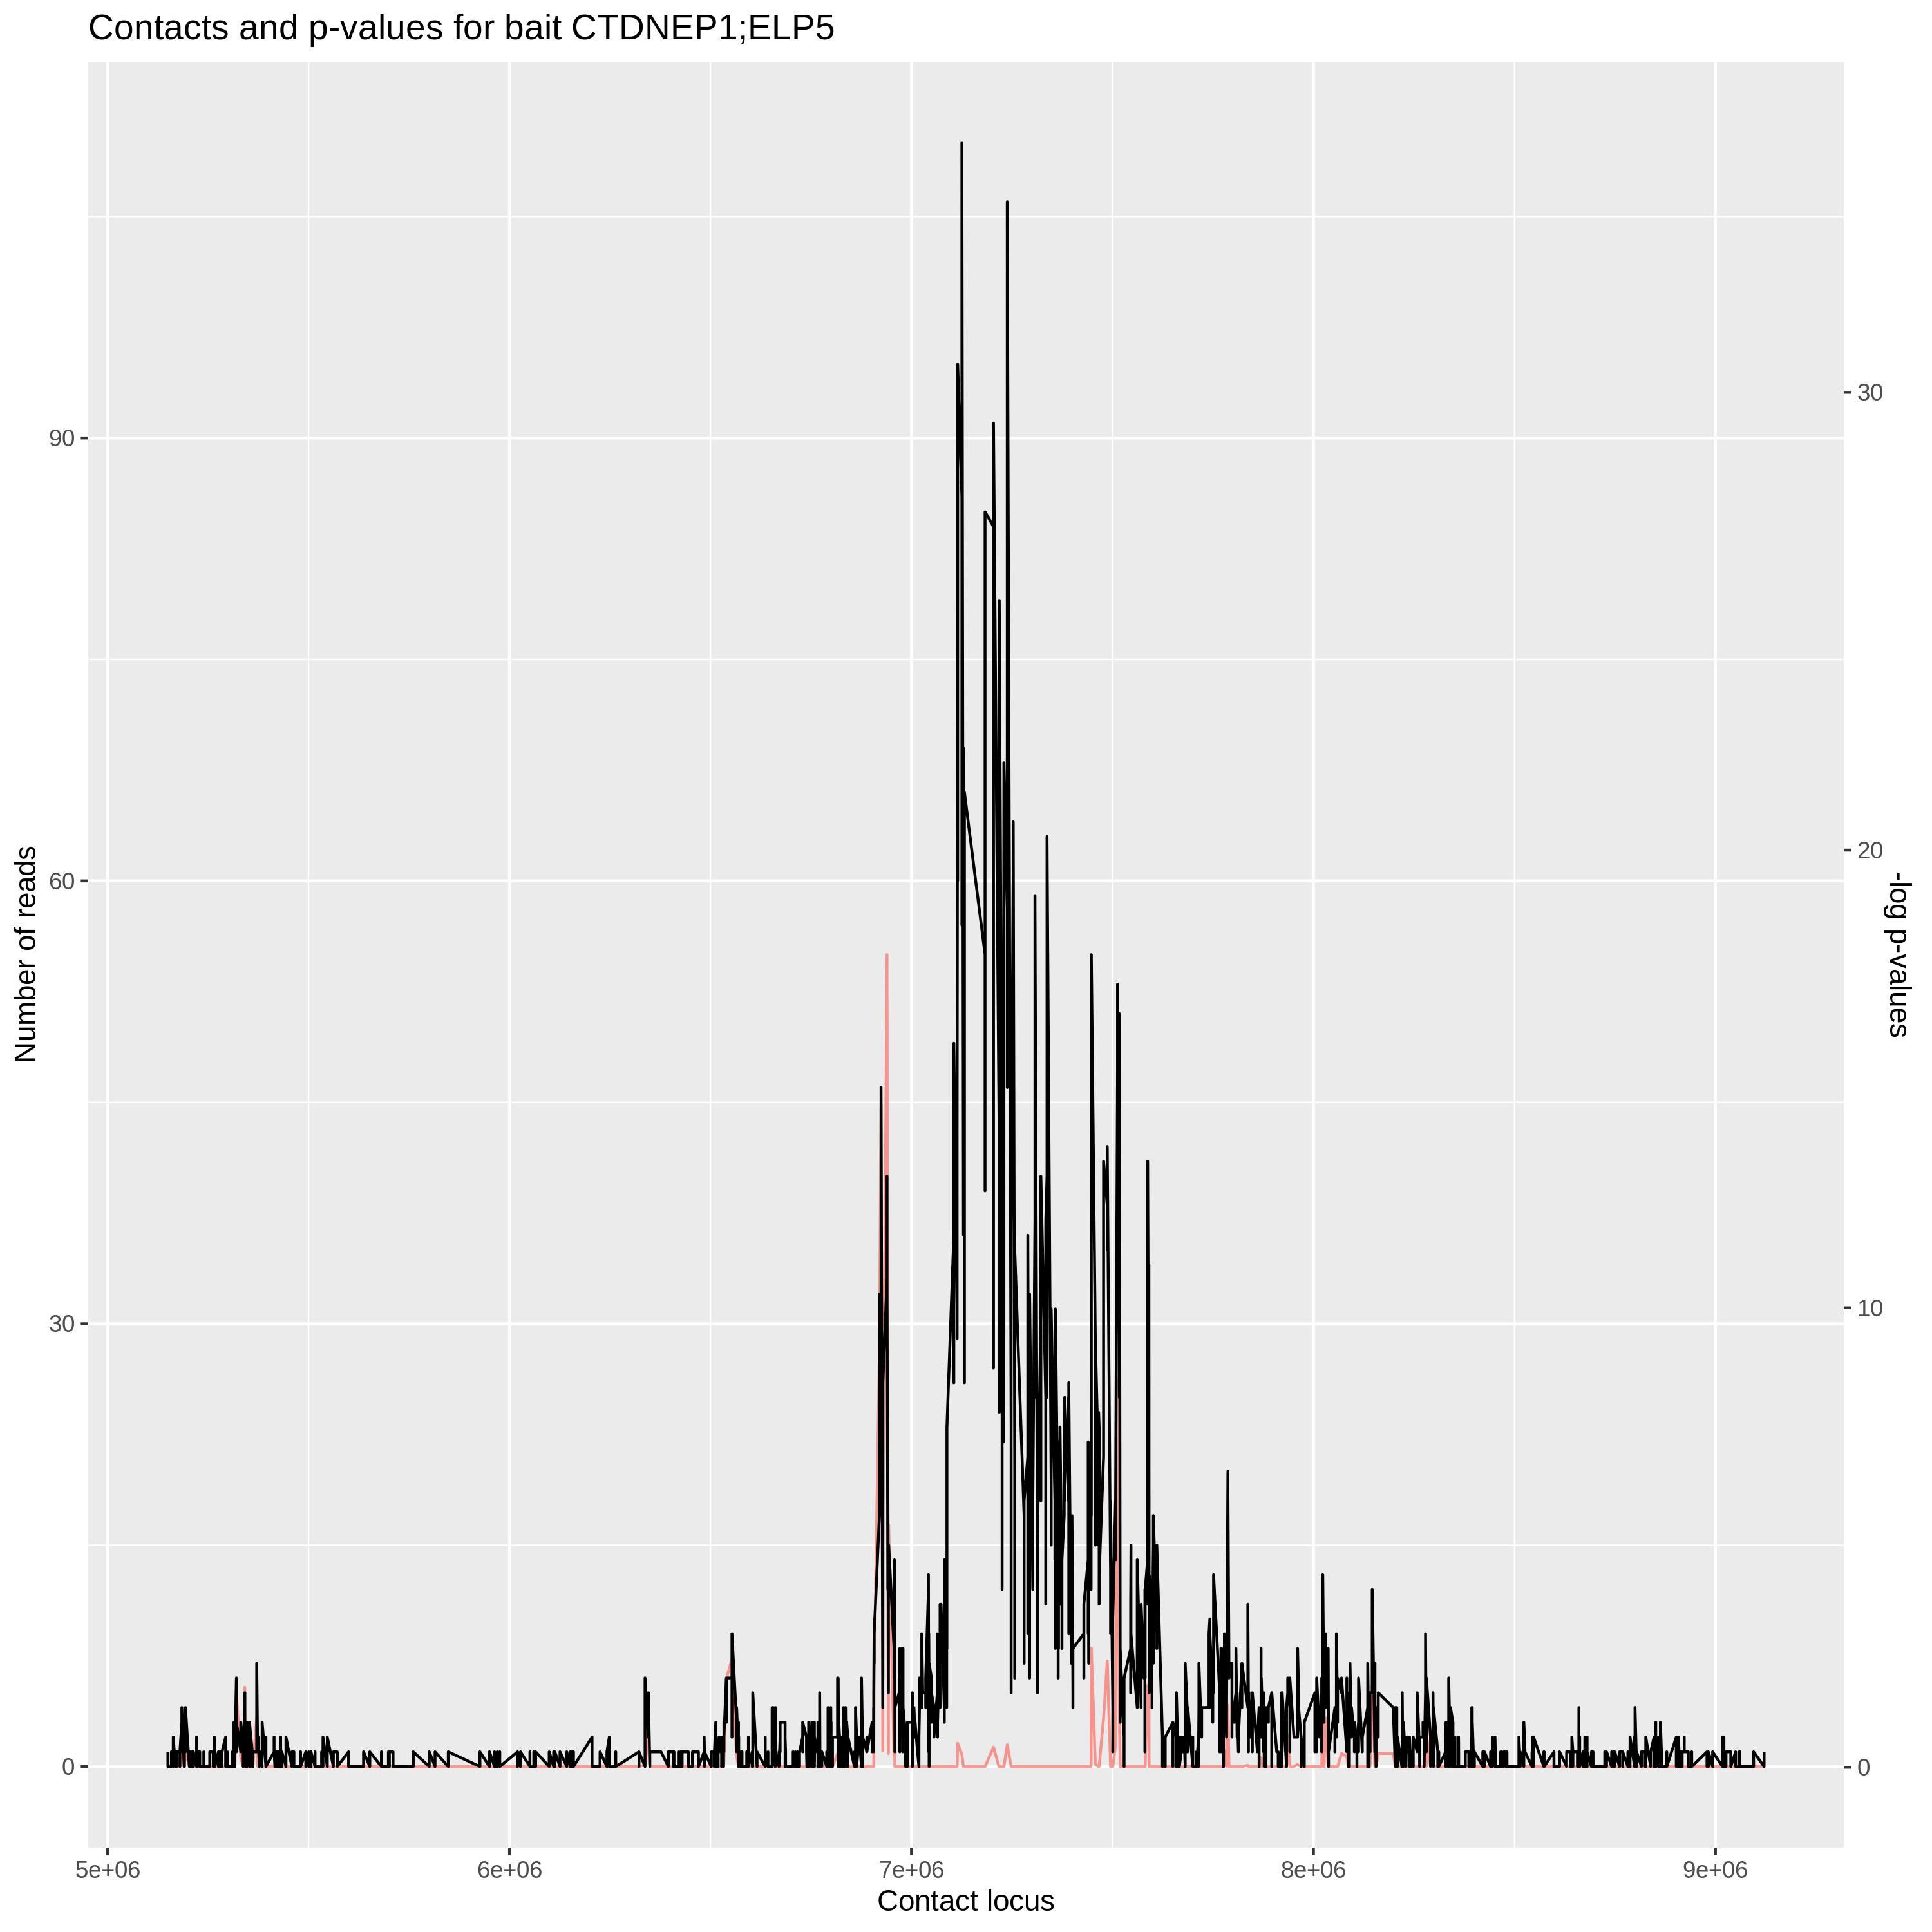 Contacts and p-values for bait CTDNEP1;ELP5
Number of reads
90
60
30
0
30
20
10
0
-log p-values
5e+06 6e+06 7e+06 8e+06 9e+06
Contact locus